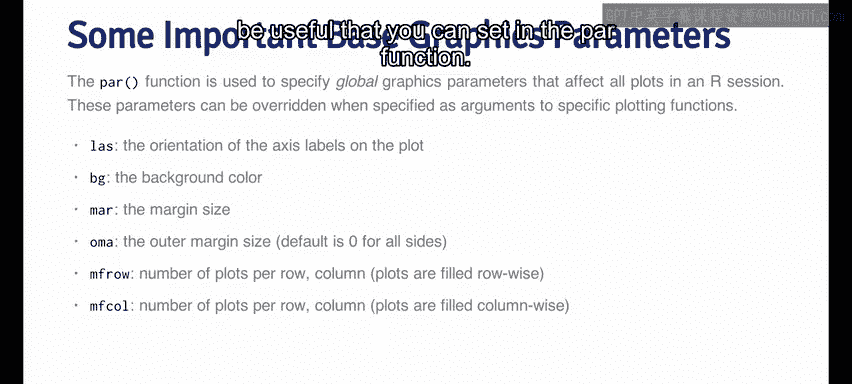 Some Important Base Graphics Parameters
be useful that you can set in the par
function.
The par() function is used to specify global graphics parameters that affect all plots in an R session.
These parameters can be overridden when specified as arguments to specific plotting functions.
· las: the orientation of the axis labels on the plot
· bg: the background color
· mar: the margin size
· oma: the outer margin size (default is 0 for all sides)
· mfrow: number of plots per row, column (plots are filled row-wise)
· mfcol: number of plots per row, column (plots are filled column-wise)